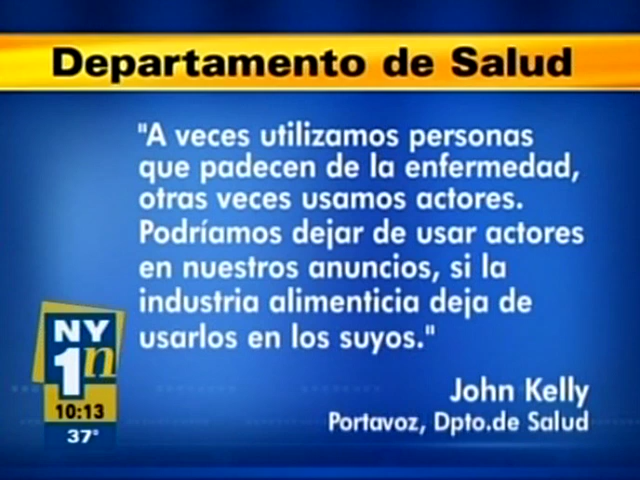 Departamento de Salud
"A veces utilizamos personas
que padecen de la enfermedad,
otras veces usamos actores.
Podríamos dejar de usar actores
en nuestros anuncios, si la
industria alimenticia deja de
usarlos en los suyos."
John Kelly
Portavoz, Dpto.de Salud
NY
1n
10:13
37°